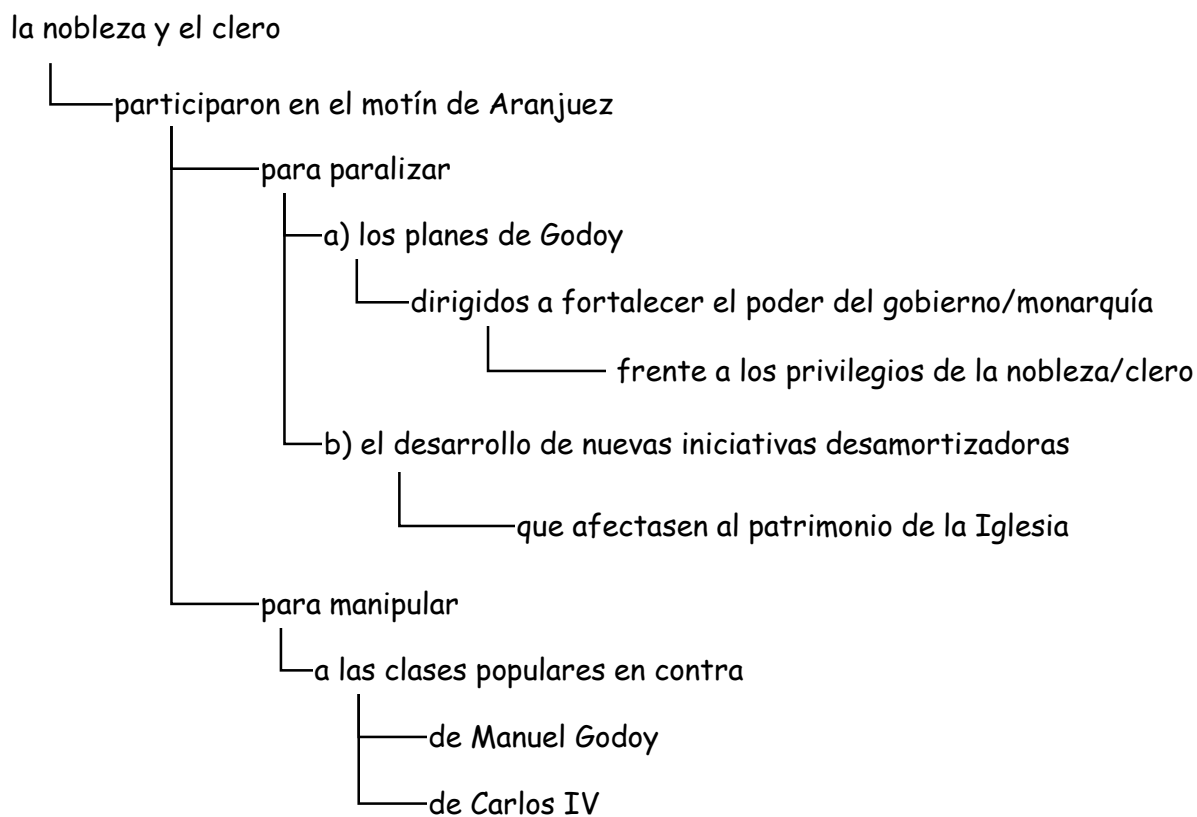 la nobleza y el clero
participaron en el motín de Aranjuez
para paralizar
a) los planes de Godoy
dirigidos a fortalecer el poder del gobierno/monarquía
frente a los privilegios de la nobleza/clero
b) el desarrollo de nuevas iniciativas desamortizadoras
que afectasen al patrimonio de la Iglesia
para manipular
a las clases populares en contra
de Manuel Godoy
de Carlos IV